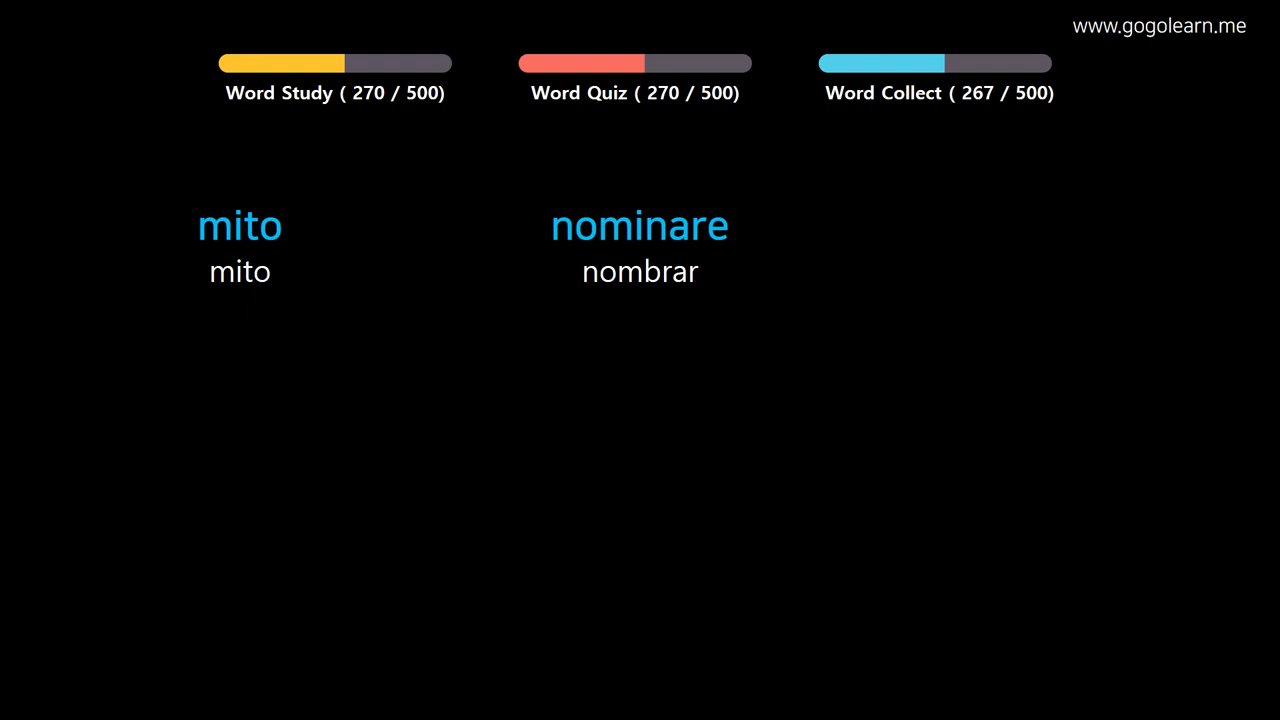 www.gogolearn.me
Word Study ( 270 / 500)
Word Quiz ( 270 / 500)
Word Collect ( 267 / 500)
mito
mito
nominare
nombrar